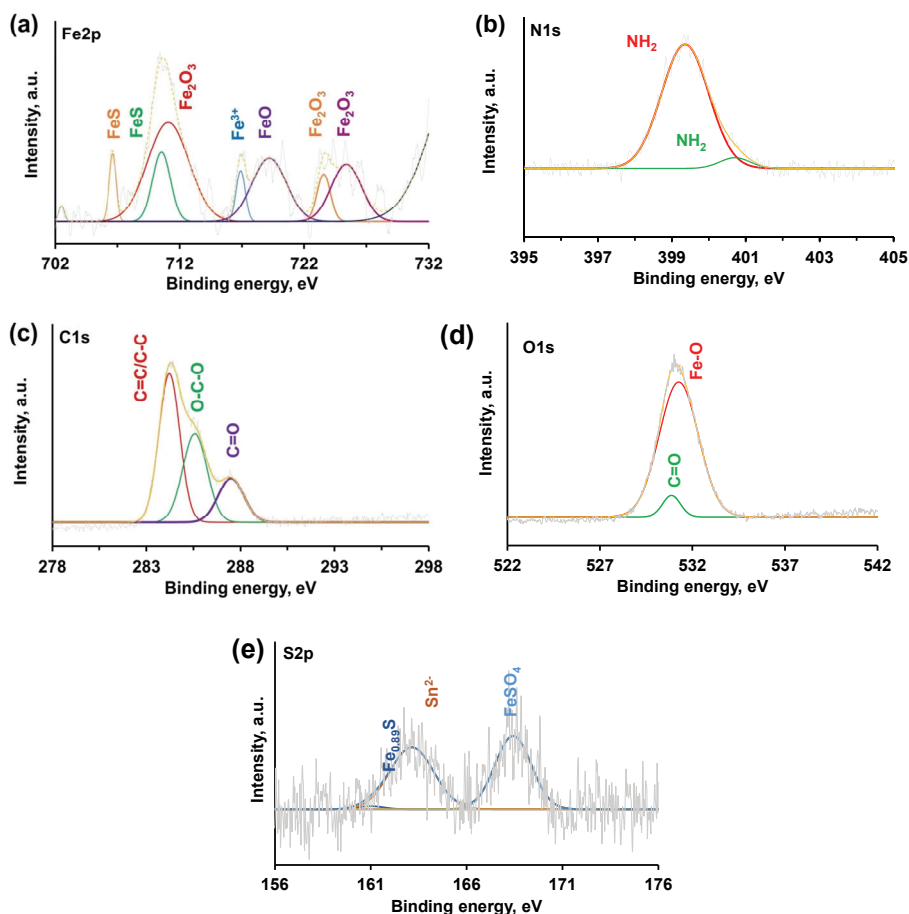 (a)
Fe2p
Intensity, a.u.
FeS
FeS
Fe₂O₃
Fe³⁺
FeO
Fe₂O₃
Fe₂O₃
702 712 722 732
Binding energy, eV
(b)
N1s
Intensity, a.u.
NH₂
NH₂
395 397 399 401 403 405
Binding energy, eV
(c)
C1s
Intensity, a.u.
C=C/C-C
O-C-O
C=O
278 283 288 293 298
Binding energy, eV
(d)
O1s
Intensity, a.u.
C=O
Fe-O
522 527 532 537 542
Binding energy, eV
(e)
S2p
Intensity, a.u.
Fe₀.₈₉S
Sn²⁻
FeSO₄
156 161 166 171 176
Binding energy, eV